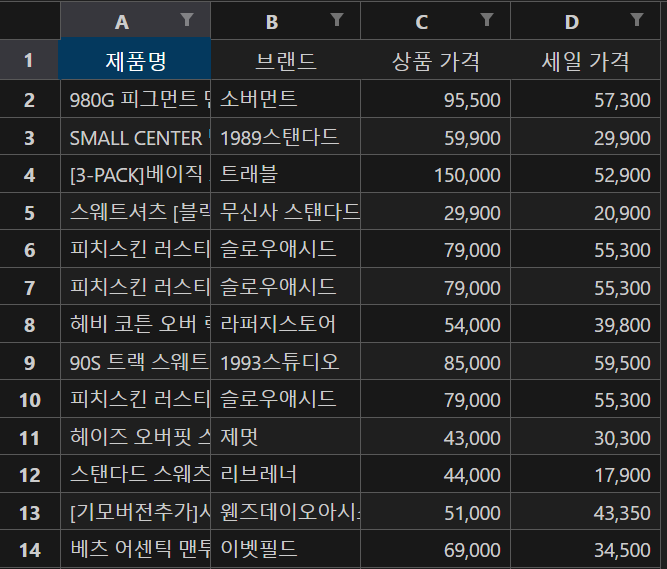 A B C D
1 제품명 브랜드 상품 가격 세일 가격
2 980G 피그먼트 소버먼트 95,500 57,300
3 SMALL CENTER 1989스탠다드 59,900 29,900
4 [3-PACK]베이직 트래블 150,000 52,900
5 스웨트셔츠 [블랙 무신사 스탠다드 29,900 20,900
6 피치스킨 러스티 슬로우애시드 79,000 55,300
7 피치스킨 러스티 슬로우애시드 79,000 55,300
8 헤비 코튼 오버 라퍼지스토어 54,000 39,800
9 90S 트랙 스웨트 1993스튜디오 85,000 59,500
10 피치스킨 러스티 슬로우애시드 79,000 55,300
11 헤이즈 오버핏 제멋 43,000 30,300
12 스탠다드 스웨츠 리브레너 44,000 17,900
13 [기모버전추가] 웬즈데이오아시스 51,000 43,350
14 베츠 어센틱 맨투 이벳필드 69,000 34,500